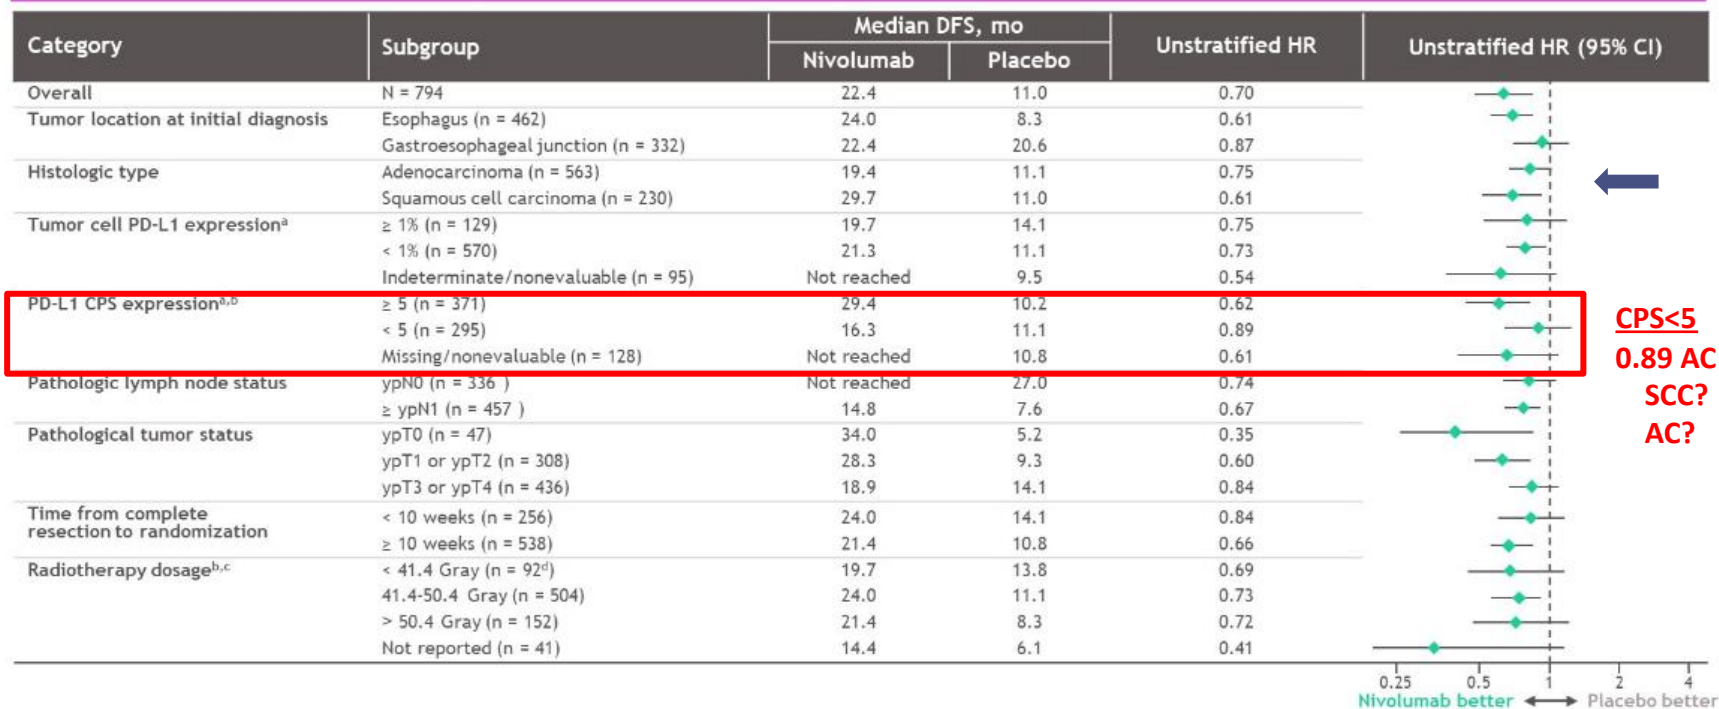 Category Subgroup Median DFS, mo Unstratified HR Unstratified HR (95% CI)
Nivolumab Placebo
Overall N = 794 22.4 11.0 0.70
Tumor location at initial diagnosis Esophagus (n = 462) 24.0 8.3 0.61
Gastroesophageal junction (n = 332) 22.4 20.6 0.87
Histologic type Adenocarcinoma (n = 563) 19.4 11.1 0.75
Squamous cell carcinoma (n = 230) 29.7 11.0 0.61
Tumor cell PD-L1 expressionᵃ ≥ 1% (n = 129) 19.7 14.1 0.75
< 1% (n = 570) 21.3 11.1 0.73
Indeterminate/nonevaluable (n = 95) Not reached 9.5 0.54
PD-L1 CPS expressionᵃ,ᵇ ≥ 5 (n = 371) 29.4 10.2 0.62
< 5 (n = 295) 16.3 11.1 0.89
Missing/nonevaluable (n = 128) Not reached 10.8 0.61
CPS<5
0.89 AC
SCC?
AC?
Pathologic lymph node status ypN0 (n = 336 ) Not reached 27.0 0.74
≥ ypN1 (n = 457 ) 14.8 7.6 0.67
Pathological tumor status ypT0 (n = 47) 34.0 5.2 0.35
ypT1 or ypT2 (n = 308) 28.3 9.3 0.60
ypT3 or ypT4 (n = 436) 18.9 14.1 0.84
Time from complete
resection to randomization
< 10 weeks (n = 256) 24.0 14.1 0.84
≥ 10 weeks (n = 538) 21.4 10.8 0.66
Radiotherapy dosageᵇ,ᶜ < 41.4 Gray (n = 92ᵈ) 19.7 13.8 0.69
41.4-50.4 Gray (n = 504) 24.0 11.1 0.73
> 50.4 Gray (n = 152) 21.4 8.3 0.72
Not reported (n = 41) 14.4 6.1 0.41
0.25 0.5 1 2 4
Nivolumab better Placebo better